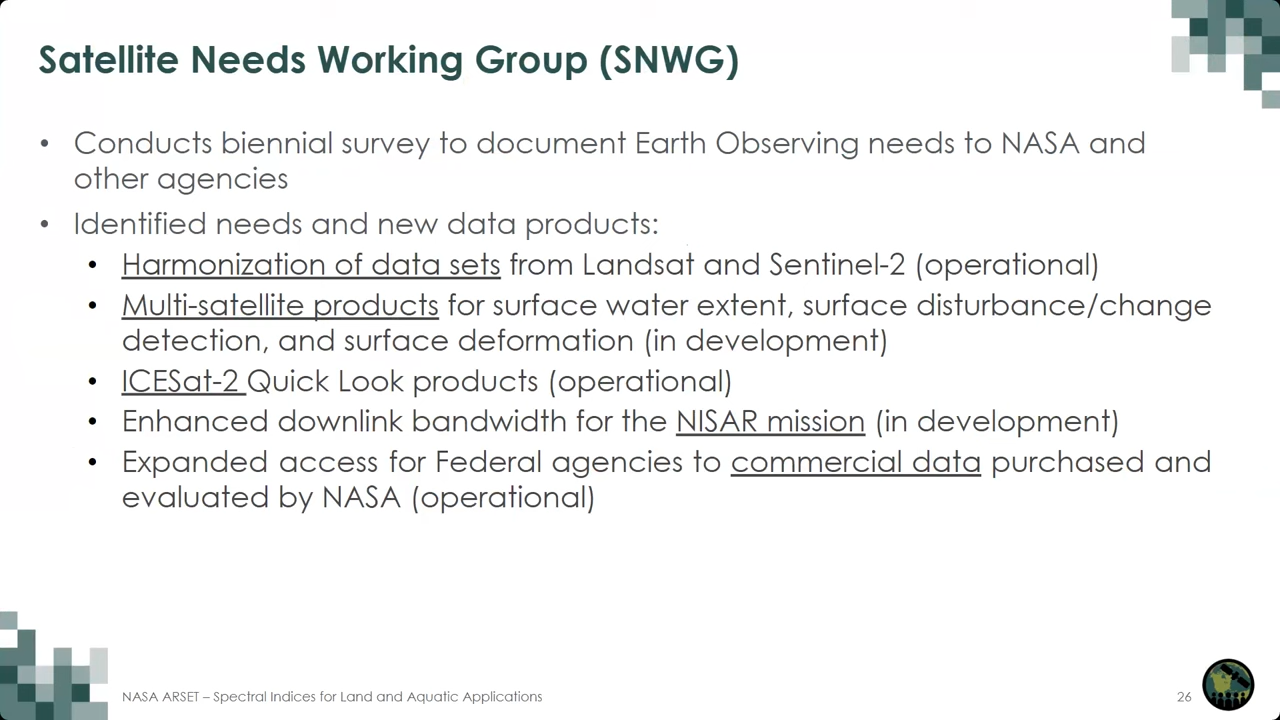 Satellite Needs Working Group (SNWG)
• Conducts biennial survey to document Earth Observing needs to NASA and
other agencies
• Identified needs and new data products:
• Harmonization of data sets from Landsat and Sentinel-2 (operational)
• Multi-satellite products for surface water extent, surface disturbance/change
detection, and surface deformation (in development)
• ICESat-2 Quick Look products (operational)
• Enhanced downlink bandwidth for the NISAR mission (in development)
• Expanded access for Federal agencies to commercial data purchased and
evaluated by NASA (operational)
NASA ARSET – Spectral Indices for Land and Aquatic Applications
26